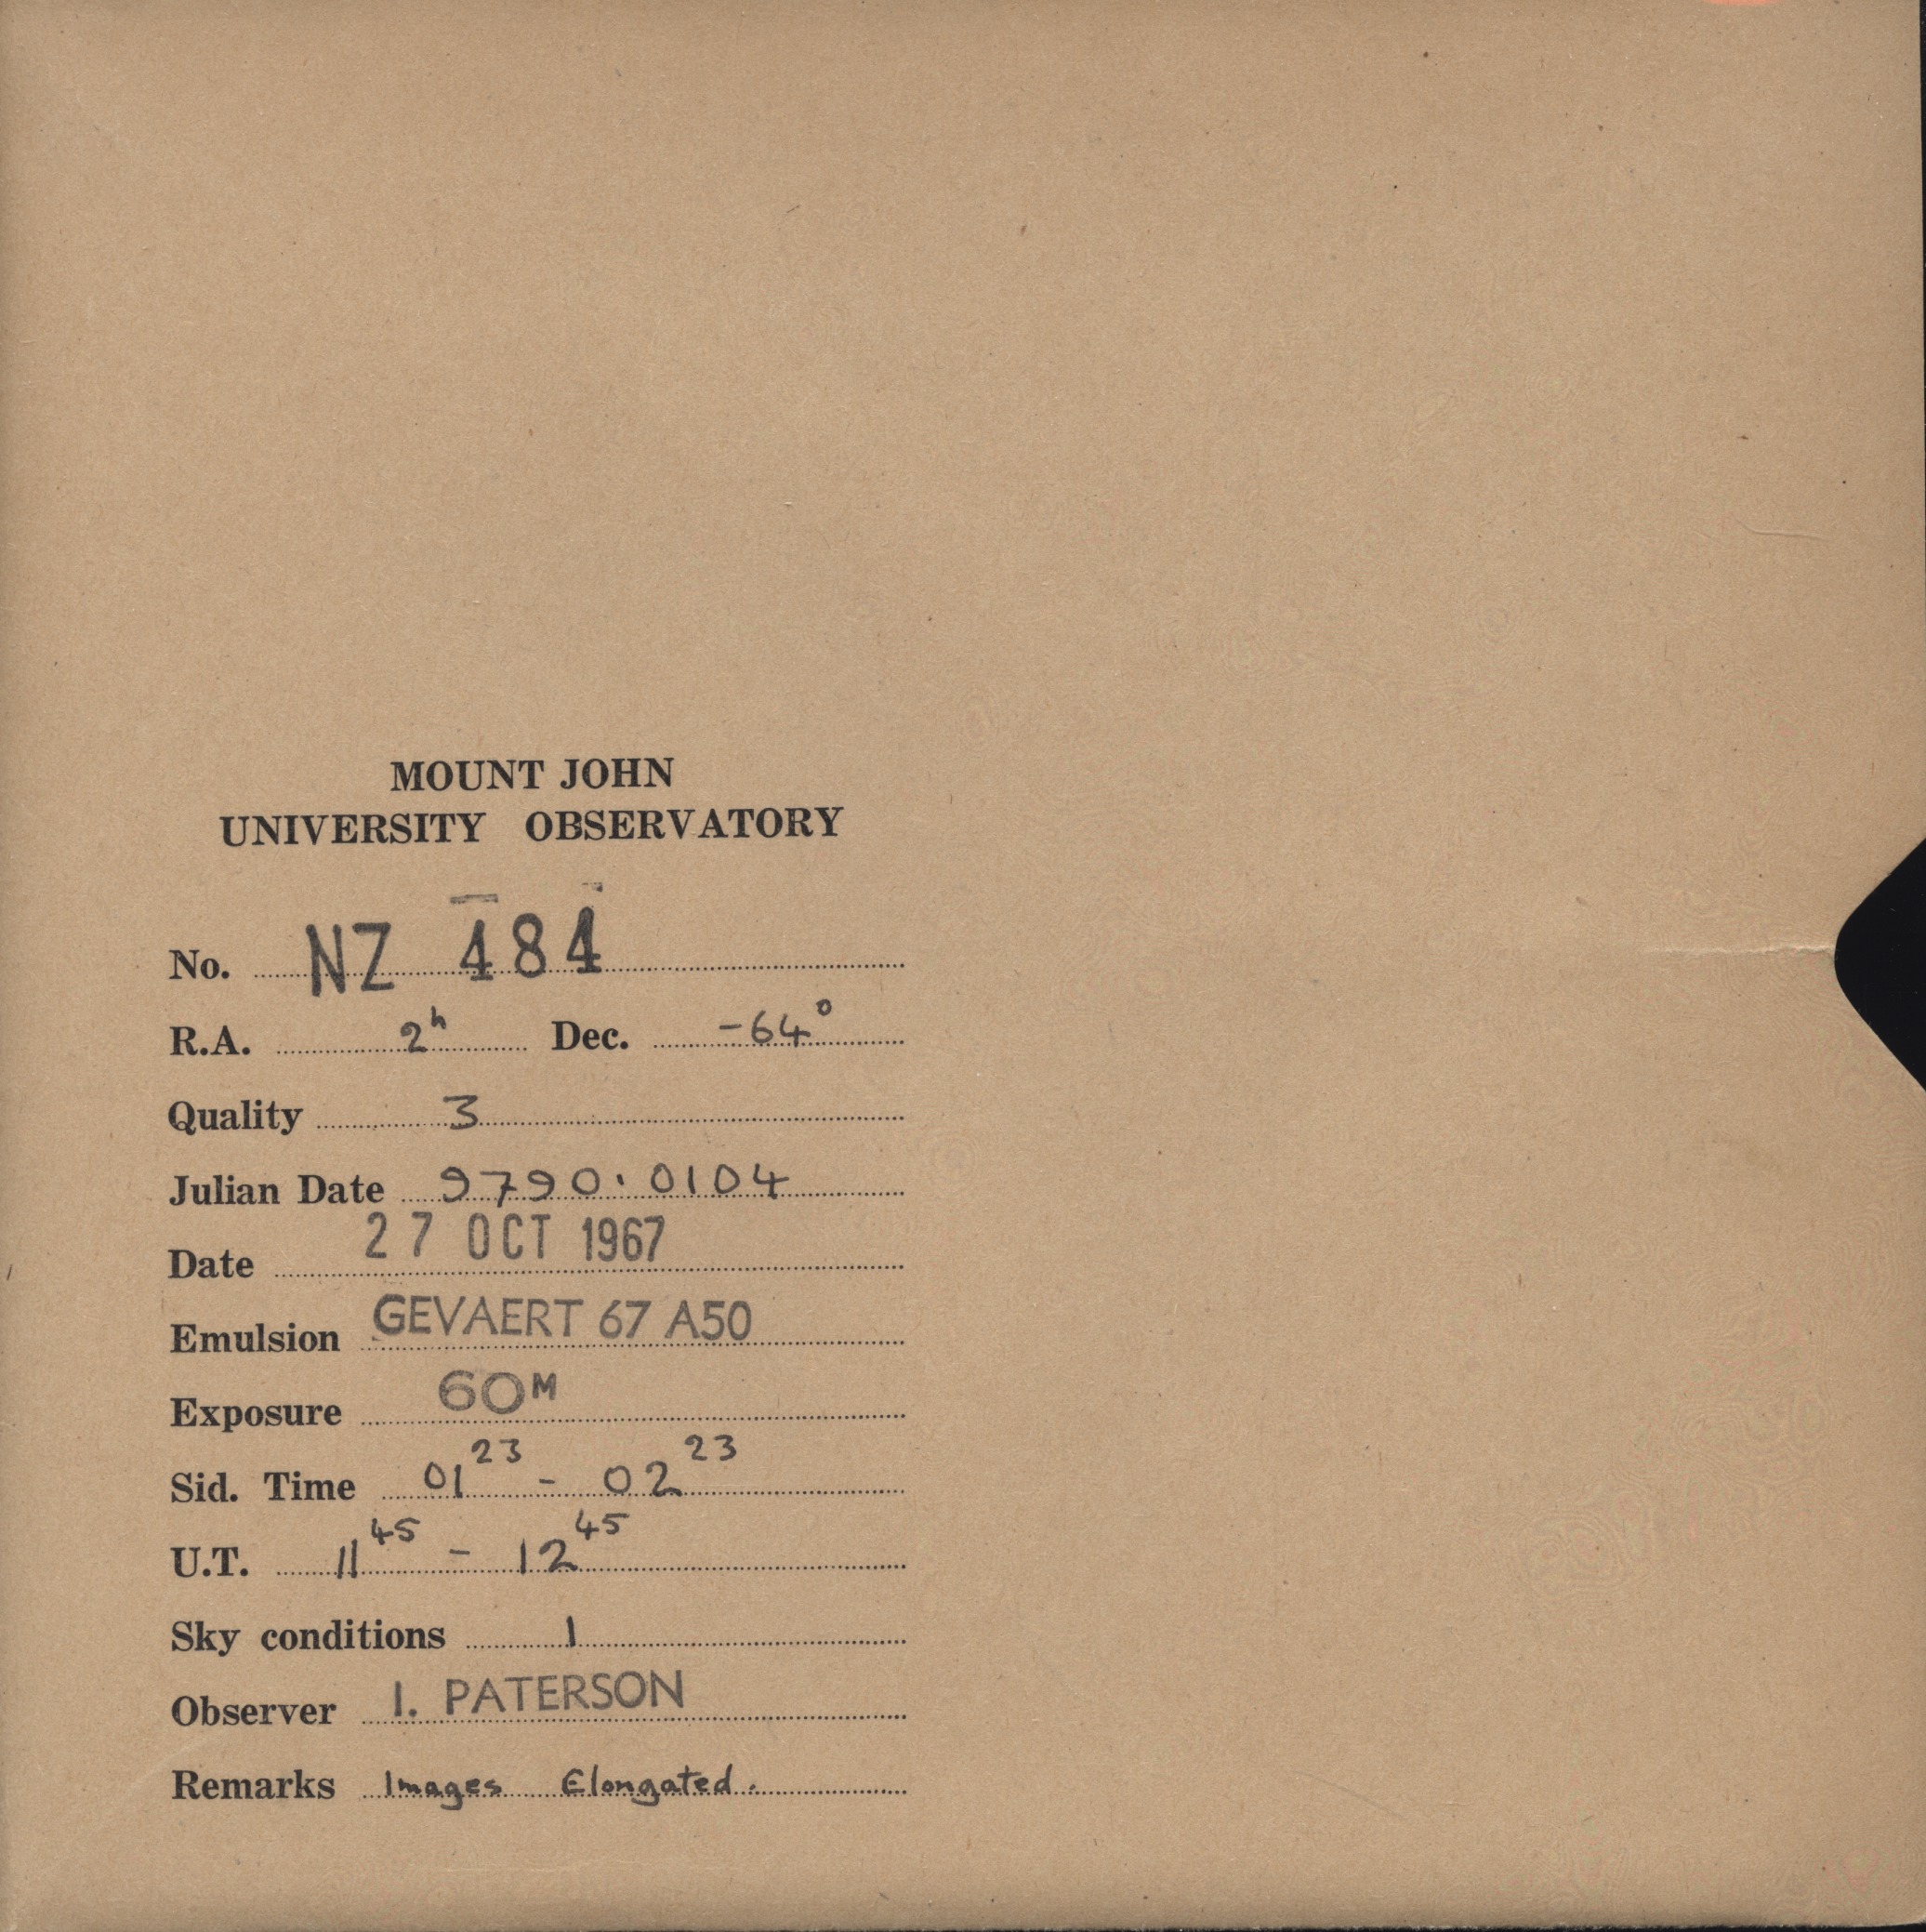 MOUNT JOHN
UNIVERSITY OBSERVATORY
No. NZ 484
R.A. 2h Dec. -64°
Quality 3
Julian Date 9790.0104
Date 27 OCT 1967
Emulsion GEVAERT 67 A50
Exposure 60M
Sid. Time 01 23 - 02 23
U.T. 11 45 - 12 45
Sky conditions 1
Observer I. PATERSON
Remarks Images Elongated.